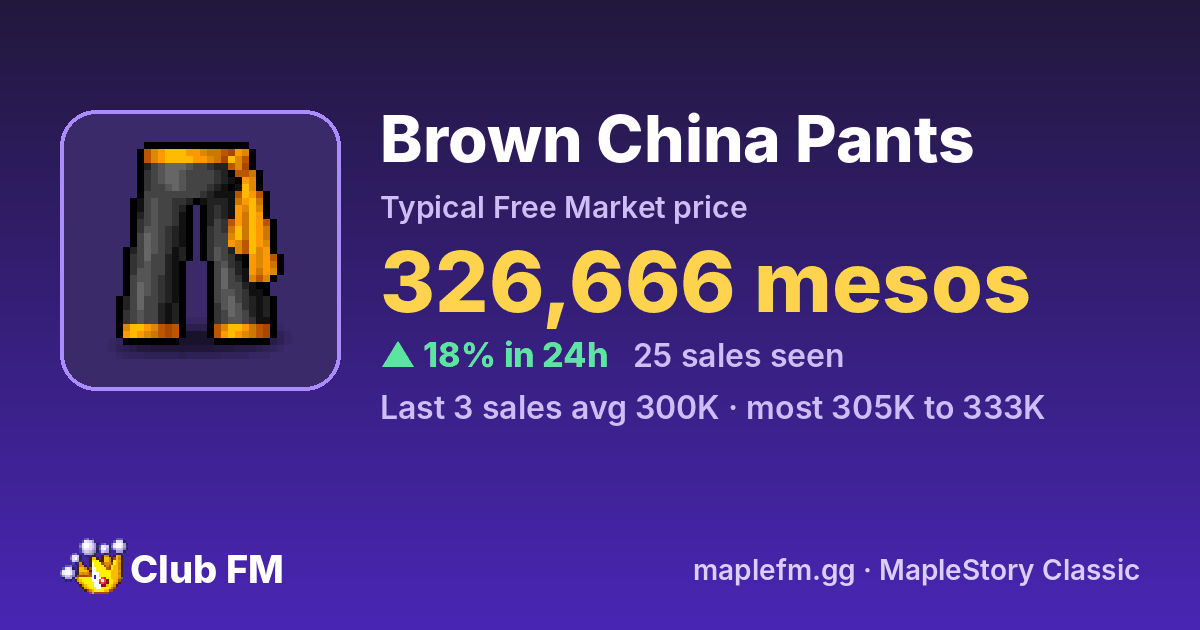 Brown China Pants
Typical Free Market price
326,666 mesos
▲ 18% in 24h 25 sales seen
Last 3 sales avg 300K · most 305K to 333K
Club FM
maplefm.gg · MapleStory Classic